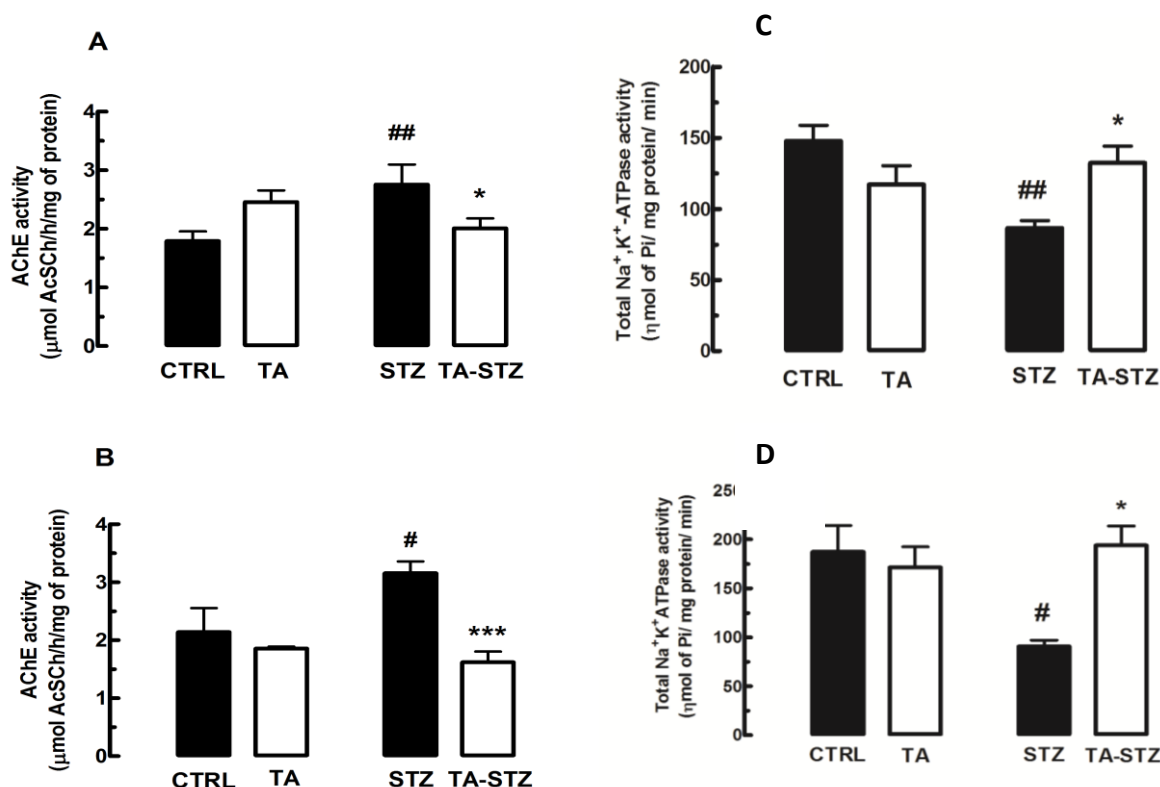 A
AChE activity
(μmol AcSCh/h/mg of protein)
4
3
2
1
0
##
*
CTRL TA STZ TA-STZ
B
AChE activity
(μmol AcSCh/h/mg of protein)
4
3
2
1
0
#
***
CTRL TA STZ TA-STZ
C
Total Na⁺,K⁺-ATPase activity
(ηmol of Pi/ mg protein/ min)
200
150
100
50
0
##
*
CTRL TA STZ TA-STZ
D
Total Na⁺K⁺ATPase activity
(ηmol of Pi/ mg protein/ min)
250
200
150
100
50
0
#
*
CTRL TA STZ TA-STZ